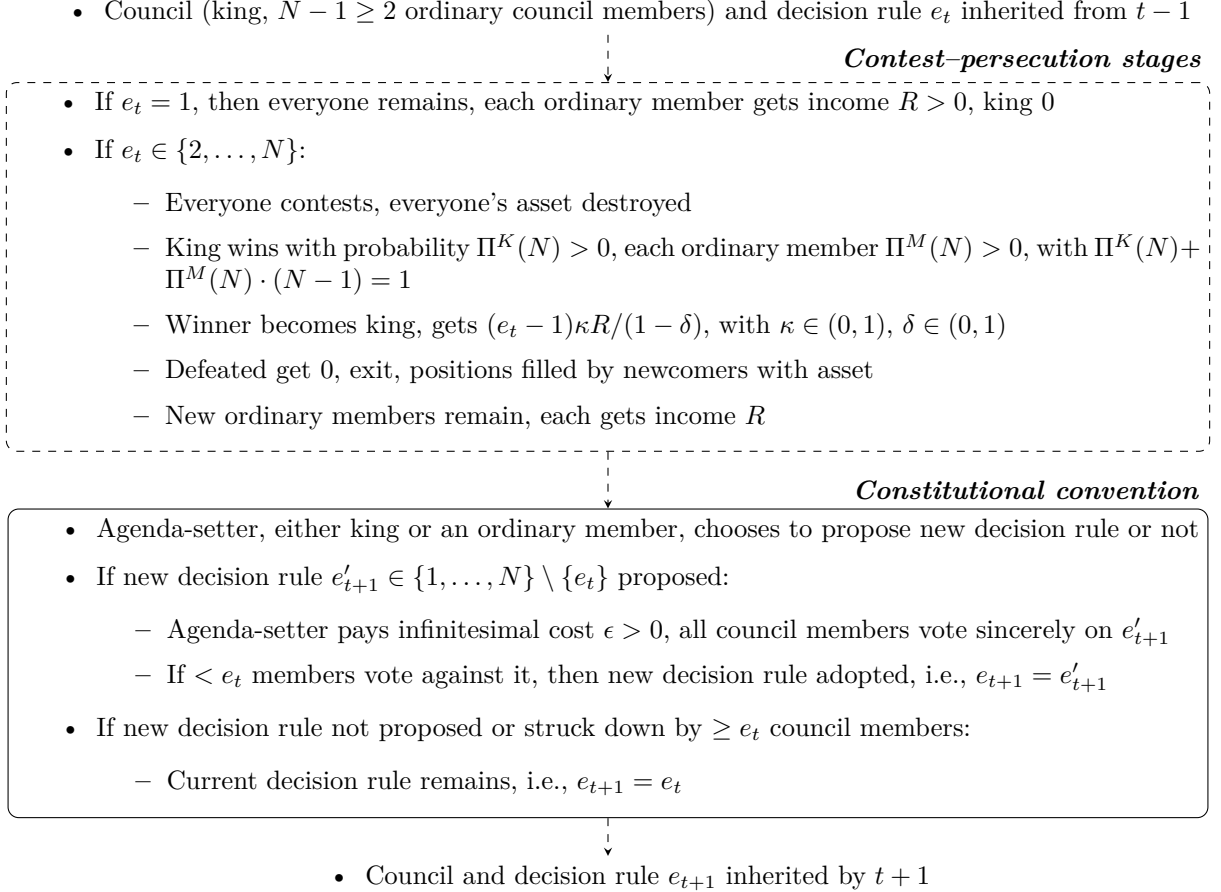 • Council (king, N − 1 ≥ 2 ordinary council members) and decision rule e_t inherited from t − 1
Contest–persecution stages
• If e_t = 1, then everyone remains, each ordinary member gets income R > 0, king 0
• If e_t ∈ {2, . . . , N}:
– Everyone contests, everyone's asset destroyed
– King wins with probability Π^K(N) > 0, each ordinary member Π^M(N) > 0, with Π^K(N)+
Π^M(N) · (N − 1) = 1
– Winner becomes king, gets (e_t − 1)κR/(1 − δ), with κ ∈ (0, 1), δ ∈ (0, 1)
– Defeated get 0, exit, positions filled by newcomers with asset
– New ordinary members remain, each gets income R
Constitutional convention
• Agenda-setter, either king or an ordinary member, chooses to propose new decision rule or not
• If new decision rule e′_{t+1} ∈ {1, . . . , N} \ {e_t} proposed:
– Agenda-setter pays infinitesimal cost ϵ > 0, all council members vote sincerely on e′_{t+1}
– If < e_t members vote against it, then new decision rule adopted, i.e., e_{t+1} = e′_{t+1}
• If new decision rule not proposed or struck down by ≥ e_t council members:
– Current decision rule remains, i.e., e_{t+1} = e_t
• Council and decision rule e_{t+1} inherited by t + 1